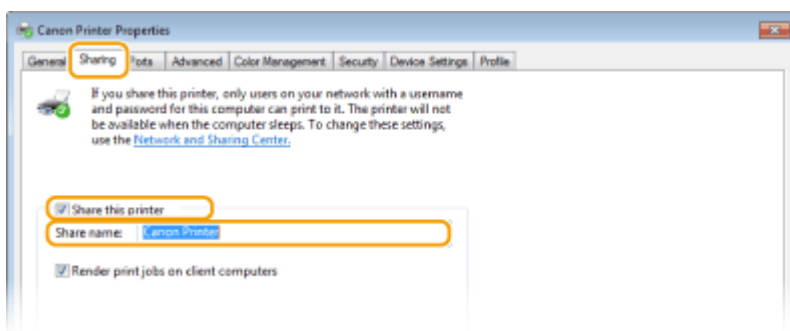 Canon Printer Properties
General Sharing Ports Advanced Color Management Security Device Settings Profile
If you share this printer, only users on your network with a username
and password for this computer can print to it. The printer will not
be available when the computer sleeps. To change these settings,
use the Network and Sharing Center.
Share this printer
Share name: Canon Printer
Render print jobs on client computers